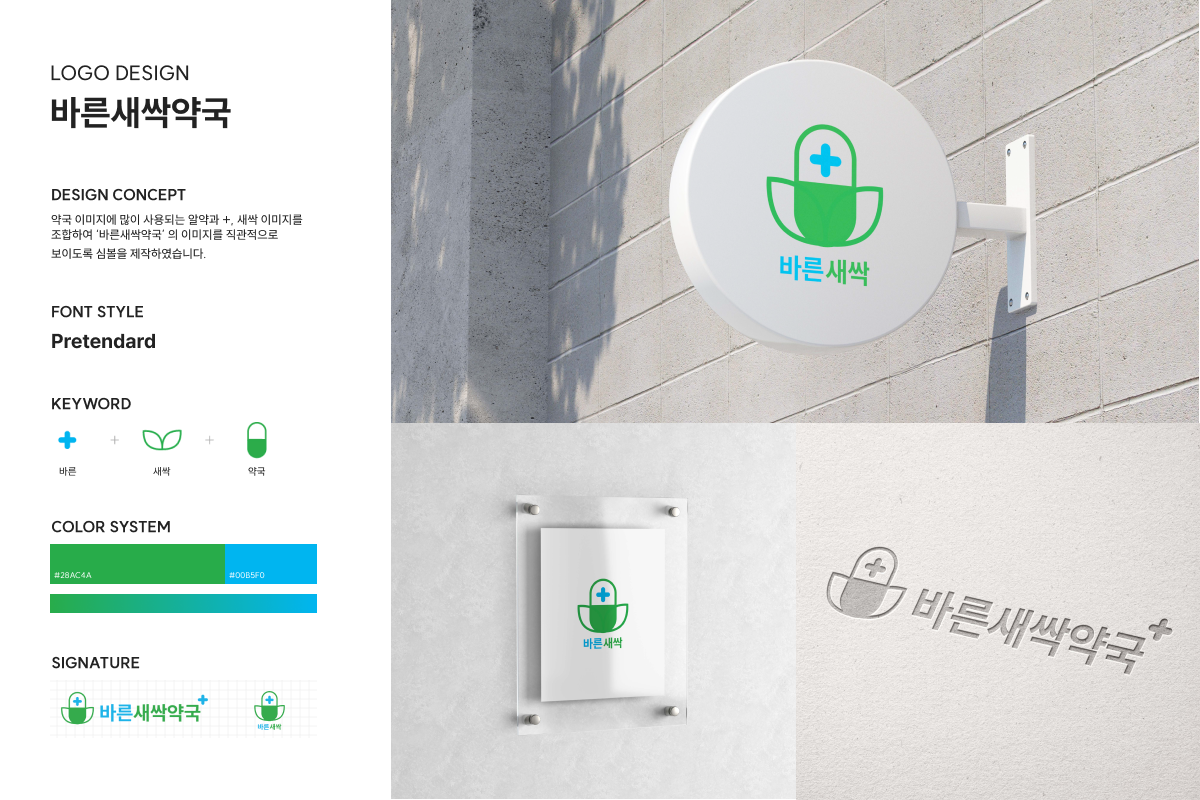 LOGO DESIGN
바른새싹약국
DESIGN CONCEPT
약국 이미지에 많이 사용되는 알약과 +, 새싹 이미지를
조합하여 '바른새싹약국' 의 이미지를 직관적으로
보이도록 심볼을 제작하였습니다.
FONT STYLE
Pretendard
KEYWORD
+ +
바른 새싹 약국
COLOR SYSTEM
#28AC4A #00B5F0
SIGNATURE
바른새싹약국
바른새싹
바른새싹
바른새싹
바른새싹약국